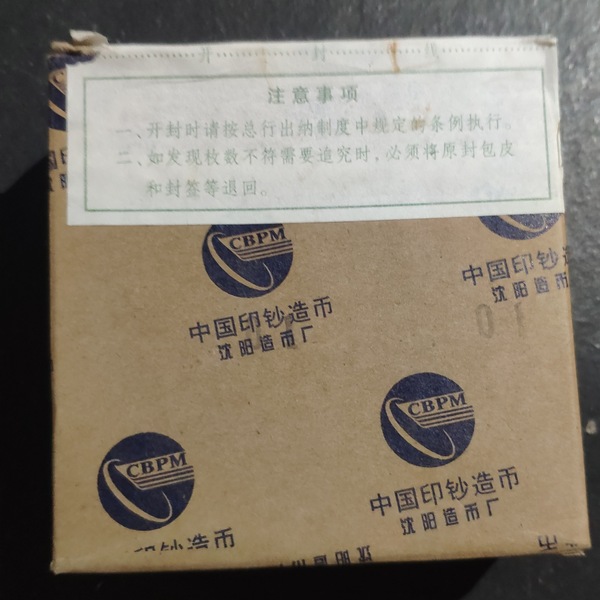 开 封 线
注意事项
一、开封时请按总行出纳制度中规定的条例执行。
二、如发现枚数不符需要追究时,必须将原封包皮
和封签等退回。
CBPM
中国印钞造币
沈阳造币厂
中国印钞
沈阳造币
01
CBPM
中国印钞造币
沈阳造币厂
CBPM
印钞造币